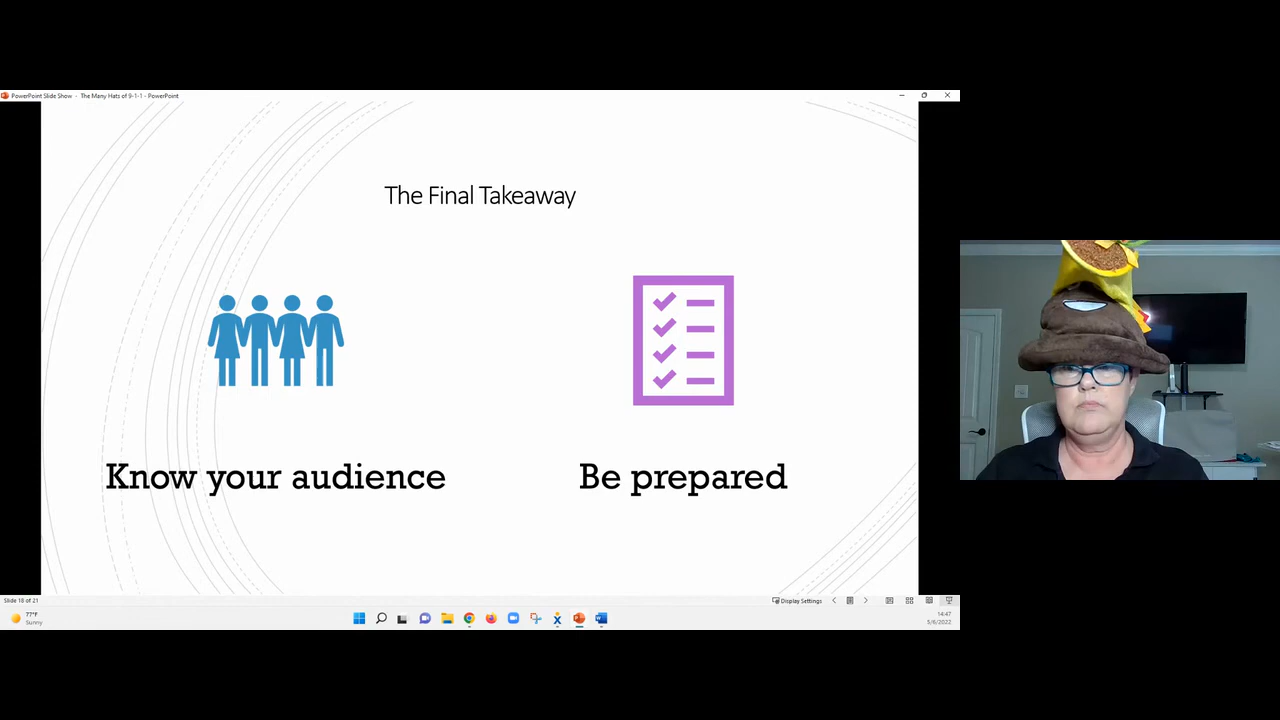 PowerPoint Slide Show - The Many Hats of 9-1-1 - PowerPoint
The Final Takeaway
Know your audience
Be prepared
Slide 18 of 21
Display Settings
77°F
Sunny
14:47
5/6/2022